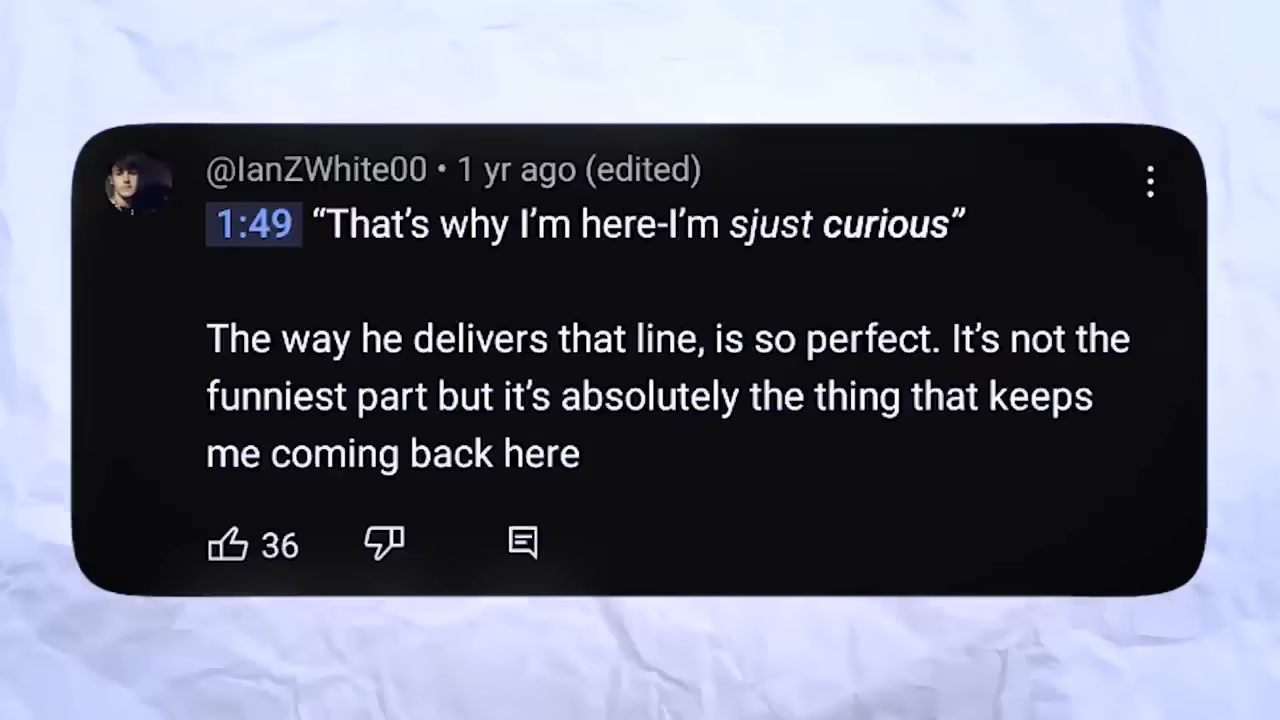 @IanZWhite00 • 1 yr ago (edited)
1:49 “That’s why I’m here-I’m sjust curious”
The way he delivers that line, is so perfect. It’s not the
funniest part but it’s absolutely the thing that keeps
me coming back here
36